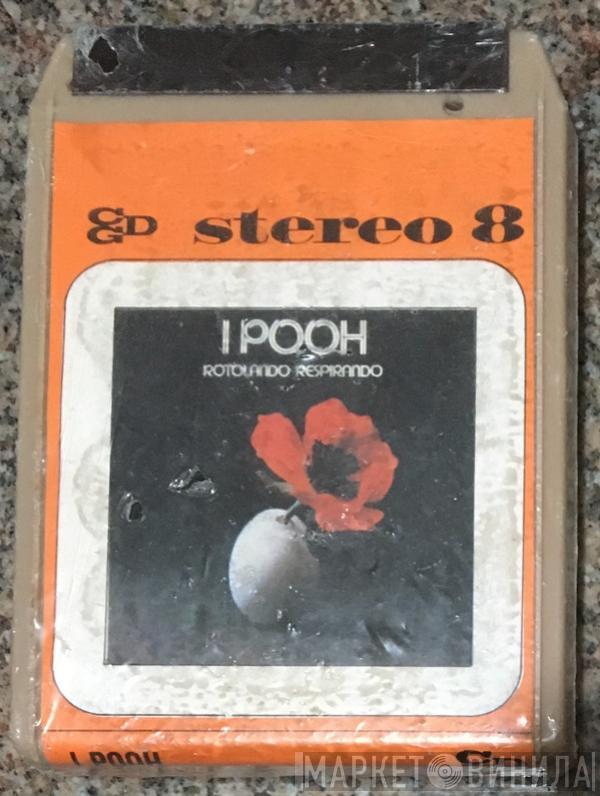 CGD stereo 8
I POOH
ROTOLANDO RESPIRANDO
I POOH
МАРКЕТ ВИНИЛА